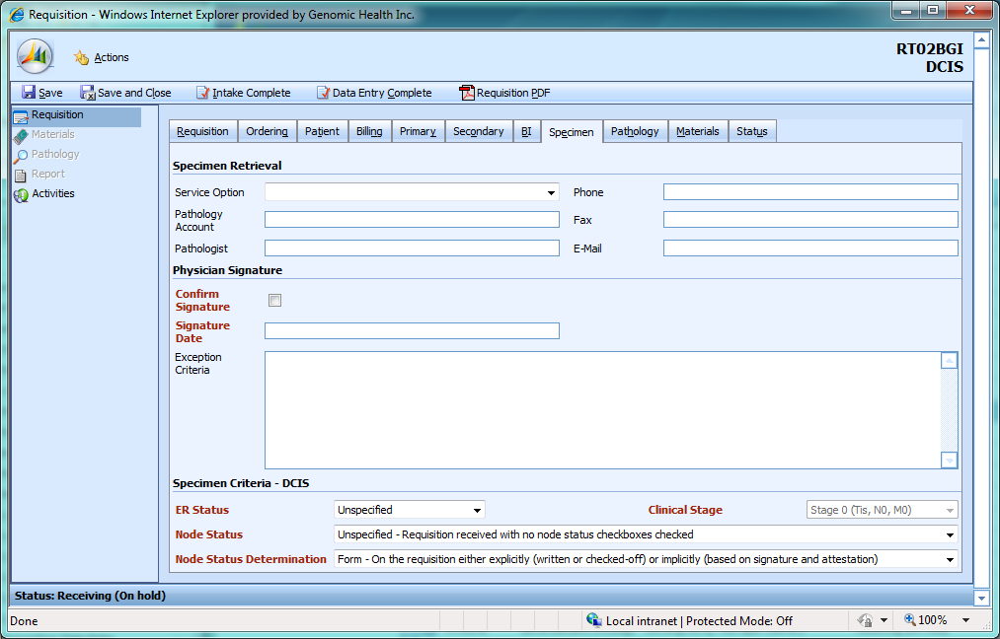 Requisition - Windows Internet Explorer provided by Genomic Health Inc.
Actions
RT02BGI
DCIS
Save
Save and Close
Intake Complete
Data Entry Complete
Requisition PDF
Requisition
Materials
Pathology
Report
Activities
Requisition Ordering Patient Billing Primary Secondary BI Specimen Pathology Materials Status
Specimen Retrieval
Service Option
Phone
Pathology
Account
Fax
Pathologist
E-Mail
Physician Signature
Confirm
Signature
Signature
Date
Exception
Criteria
Specimen Criteria - DCIS
ER Status Unspecified
Clinical Stage Stage 0 (Tis, N0, M0)
Node Status Unspecified - Requisition received with no node status checkboxes checked
Node Status Determination Form - On the requisition either explicitly (written or checked-off) or implicitly (based on signature and attestation)
Status: Receiving (On hold)
Done
Local intranet | Protected Mode: Off
100%